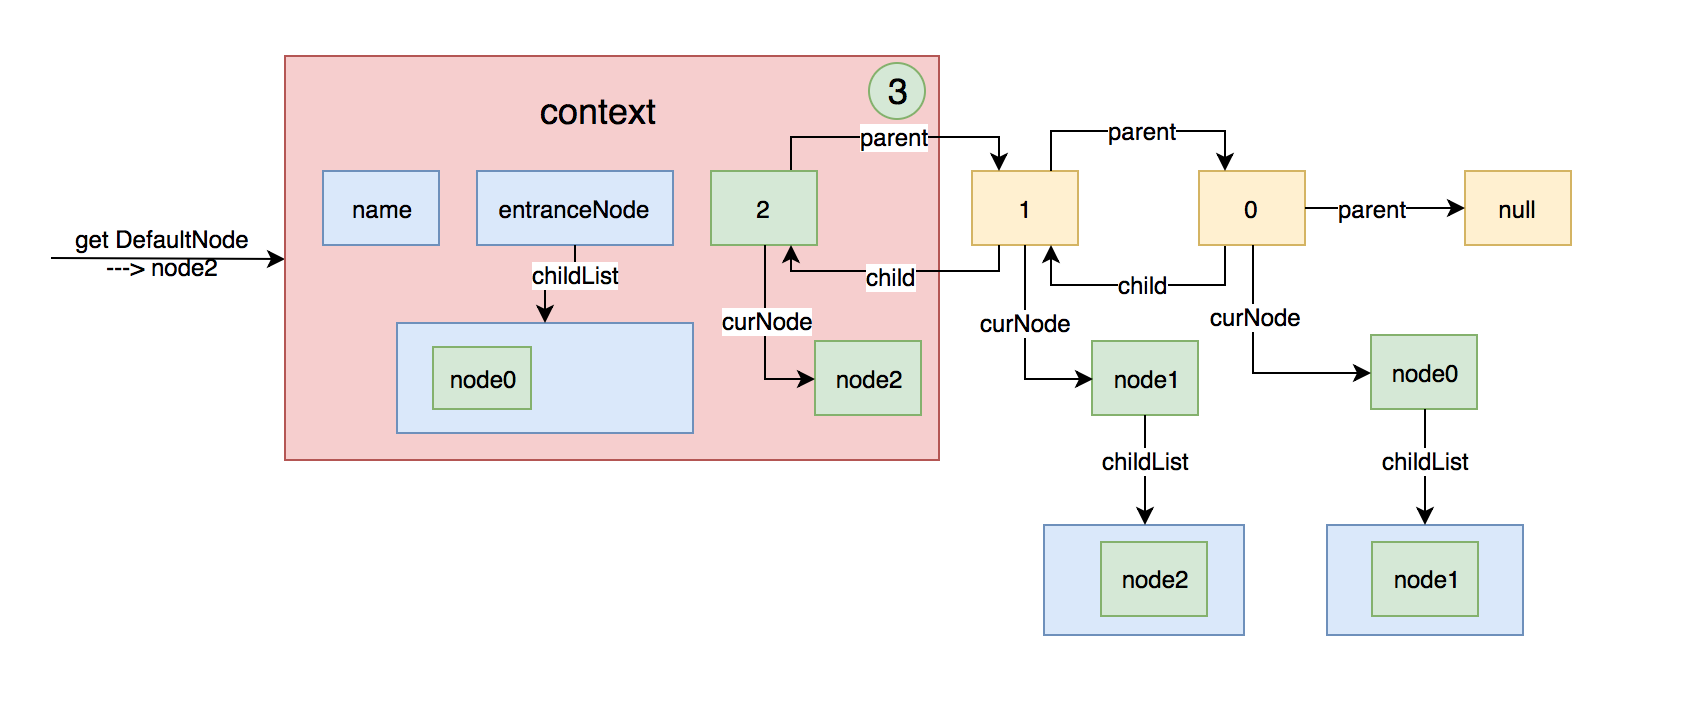 3
context
parent
parent
name
entranceNode
2
1
0
parent
null
get DefaultNode
---> node2
childList
child
child
curNode
curNode
curNode
node0
node2
node1
node0
childList
childList
node2
node1